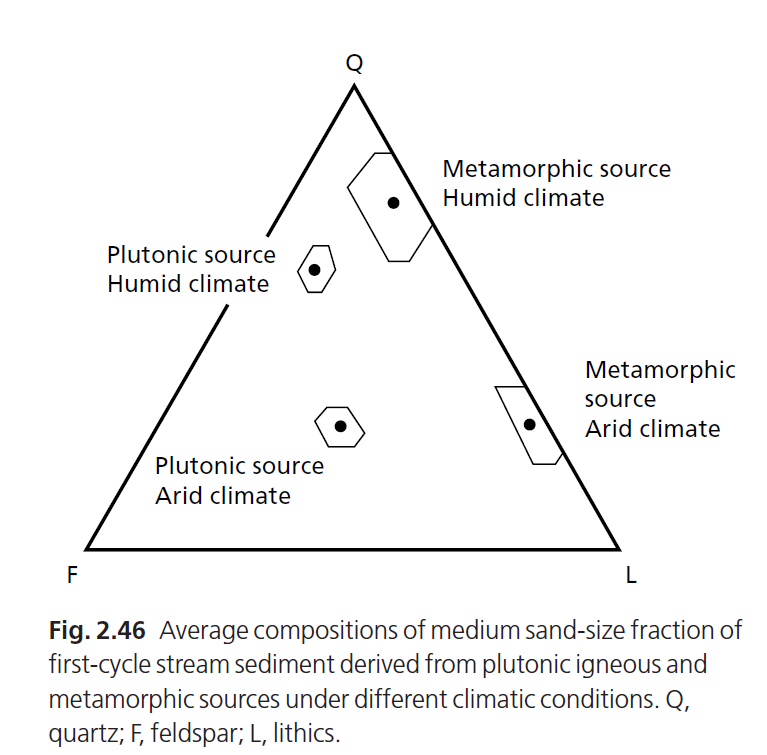 Q
Metamorphic source
Humid climate
Plutonic source
Humid climate
Metamorphic
source
Arid climate
Plutonic source
Arid climate
F
L
Fig. 2.46 Average compositions of medium sand-size fraction of
first-cycle stream sediment derived from plutonic igneous and
metamorphic sources under different climatic conditions. Q,
quartz; F, feldspar; L, lithics.